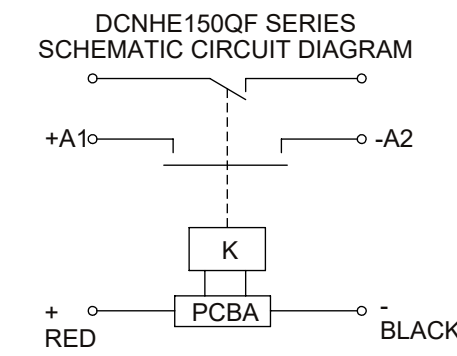 DCNHE150QF SERIES
SCHEMATIC CIRCUIT DIAGRAM
+A1
-A2
K
+
PCBA
-
RED
BLACK